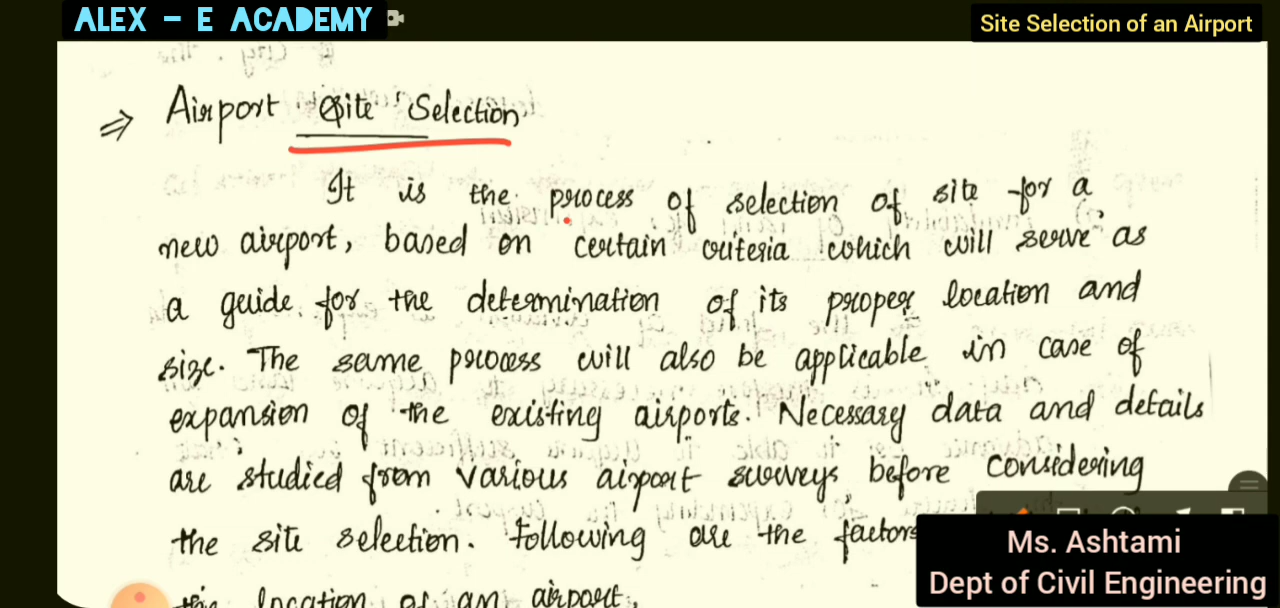 ALEX – E ACADEMY
Site Selection of an Airport
⇒ Airport Site Selection
It is the process of selection of site for a
new airport, based on certain criteria which will serve as
a guide for the determination of its proper location and
size. The same process will also be applicable in case of
expansion of the existing airports. Necessary data and details
are studied from various airport surveys, before considering
the site selection. Following are the factors
location of an airport.
Ms. Ashtami
Dept of Civil Engineering